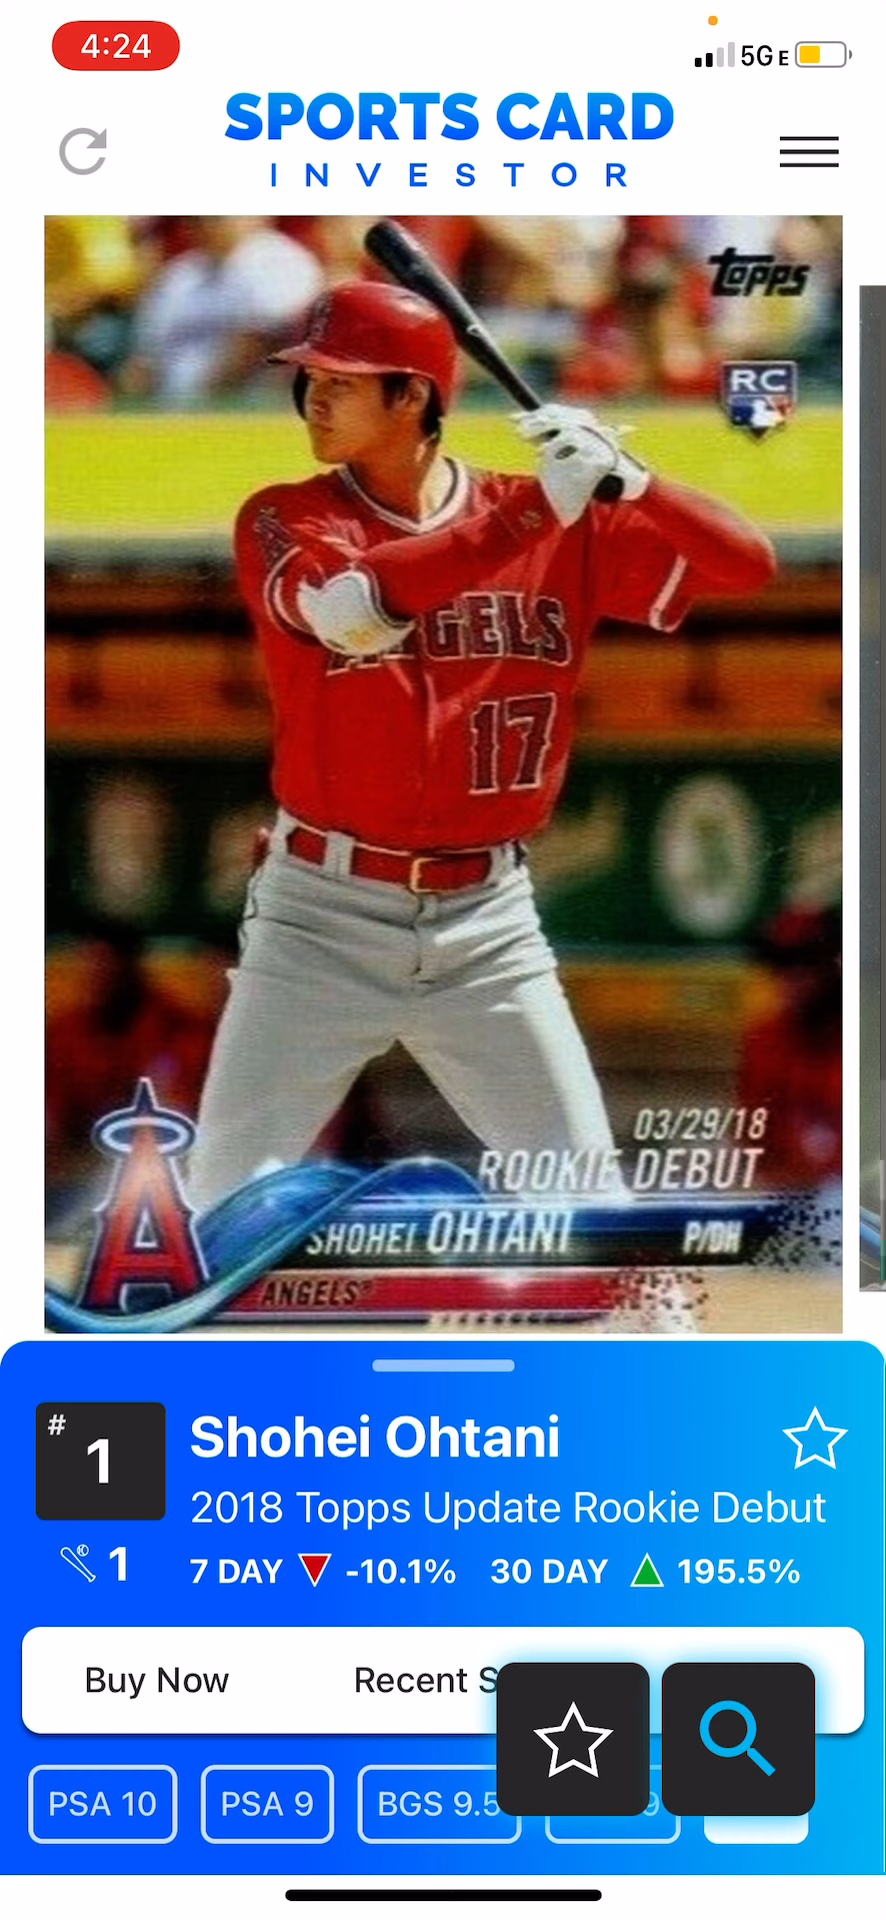 4:24
5G E
SPORTS CARD
INVESTOR
topps
RC
ANGELS
17
03/29/18
ROOKIE DEBUT
SHOHEI OHTANI P/DH
A
ANGELS®
# 1
Shohei Ohtani
2018 Topps Update Rookie Debut
1 7 DAY -10.1% 30 DAY 195.5%
Buy Now Recent S
PSA 10 PSA 9 BGS 9.5 9